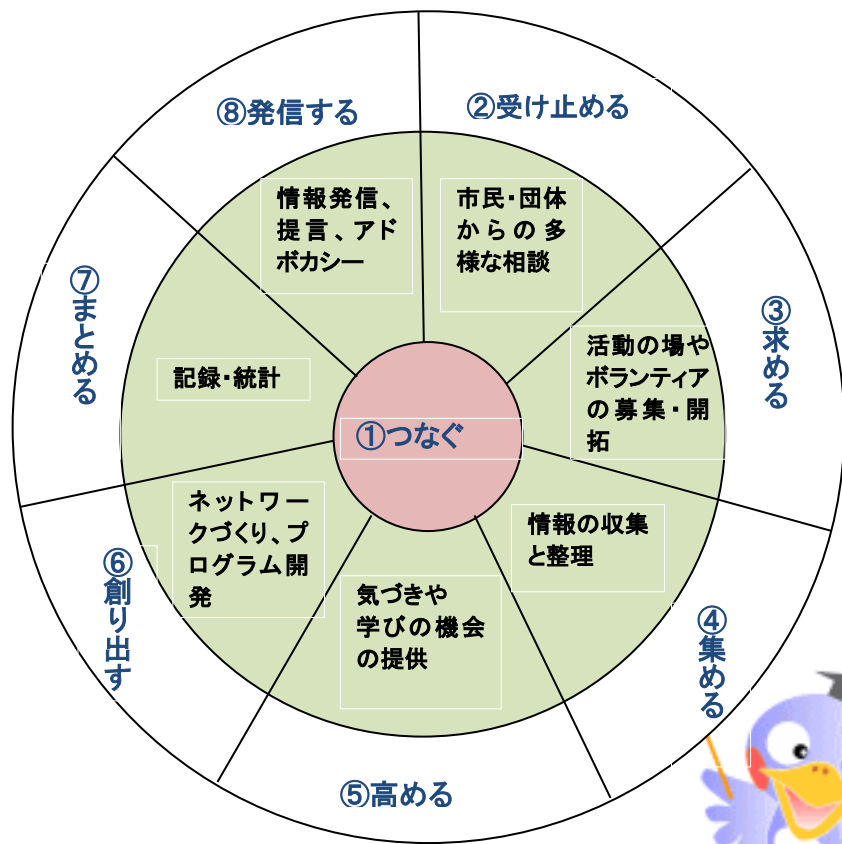 ①つなぐ
②受け止める
市民・団体
からの多
様な相談
③求める
活動の場や
ボランティア
の募集・開
拓
④集める
情報の収集
と整理
⑤高める
気づきや
学びの機会
の提供
⑥創り出す
ネットワー
クづくり、プ
ログラム開
発
⑦まとめる
記録・統計
⑧発信する
情報発信、
提言、アド
ボカシー